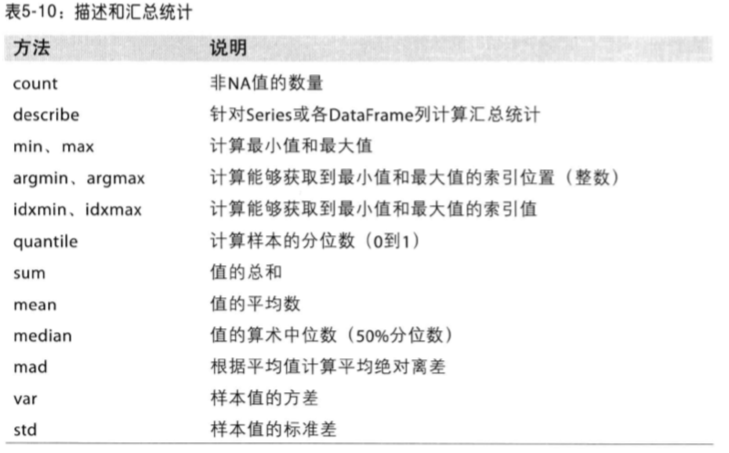 表5-10：描述和汇总统计
方法 说明
count 非NA值的数量
describe 针对Series或各DataFrame列计算汇总统计
min、max 计算最小值和最大值
argmin、argmax 计算能够获取到最小值和最大值的索引位置（整数）
idxmin、idxmax 计算能够获取到最小值和最大值的索引值
quantile 计算样本的分位数（0到1）
sum 值的总和
mean 值的平均数
median 值的算术中位数（50%分位数）
mad 根据平均值计算平均绝对离差
var 样本值的方差
std 样本值的标准差